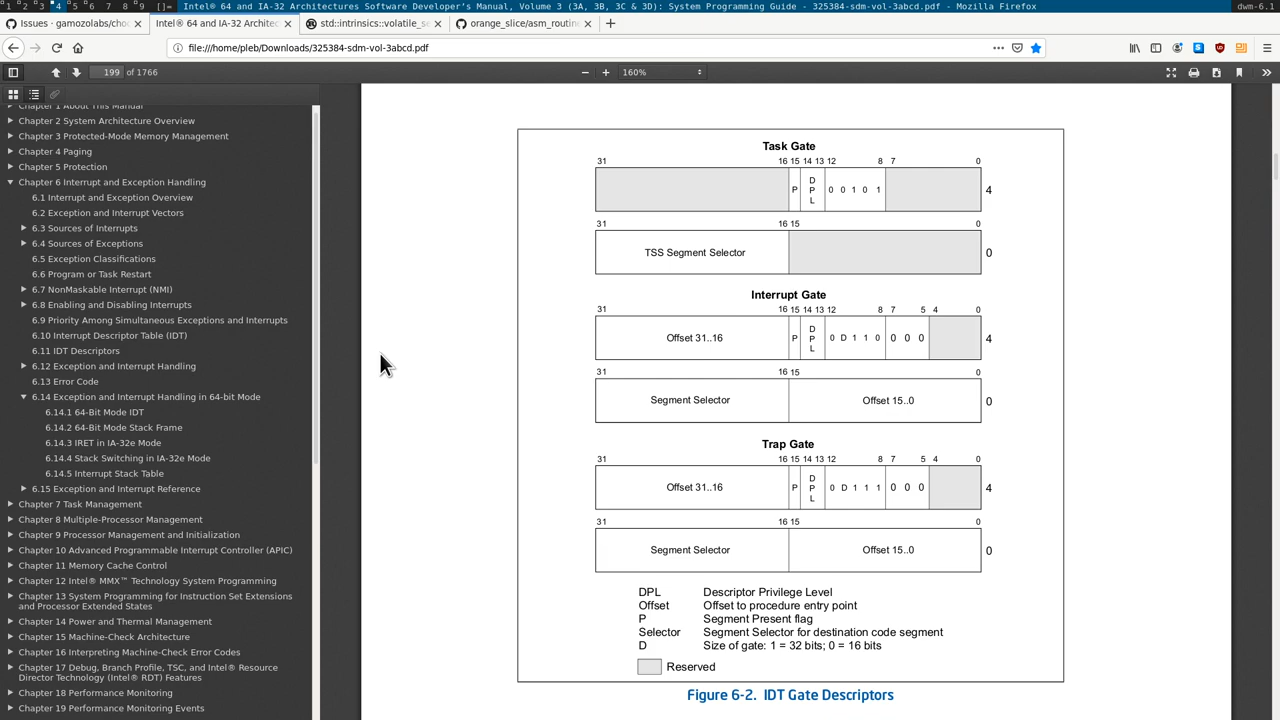 1 2 3 4 5 6 7 8 9 []= Intel® 64 and IA-32 Architectures Software Developer's Manual, Volume 3 (3A, 3B, 3C & 3D): System Programming Guide - 325384-sdm-vol-3abcd.pdf - Mozilla Firefox dwm-6.1
Issues · gamozolabs/cho
Intel® 64 and IA-32 Architec
std::intrinsics::volatile_se
orange_slice/asm_routin
file:///home/pleb/Downloads/325384-sdm-vol-3abcd.pdf
199 of 1766
160%
Chapter 1 About This Manual
Chapter 2 System Architecture Overview
Chapter 3 Protected-Mode Memory Management
Chapter 4 Paging
Chapter 5 Protection
Chapter 6 Interrupt and Exception Handling
6.1 Interrupt and Exception Overview
6.2 Exception and Interrupt Vectors
6.3 Sources of Interrupts
6.4 Sources of Exceptions
6.5 Exception Classifications
6.6 Program or Task Restart
6.7 NonMaskable Interrupt (NMI)
6.8 Enabling and Disabling Interrupts
6.9 Priority Among Simultaneous Exceptions and Interrupts
6.10 Interrupt Descriptor Table (IDT)
6.11 IDT Descriptors
6.12 Exception and Interrupt Handling
6.13 Error Code
6.14 Exception and Interrupt Handling in 64-bit Mode
6.14.1 64-Bit Mode IDT
6.14.2 64-Bit Mode Stack Frame
6.14.3 IRET in IA-32e Mode
6.14.4 Stack Switching in IA-32e Mode
6.14.5 Interrupt Stack Table
6.15 Exception and Interrupt Reference
Chapter 7 Task Management
Chapter 8 Multiple-Processor Management
Chapter 9 Processor Management and Initialization
Chapter 10 Advanced Programmable Interrupt Controller (APIC)
Chapter 11 Memory Cache Control
Chapter 12 Intel® MMX™ Technology System Programming
Chapter 13 System Programming for Instruction Set Extensions
and Processor Extended States
Chapter 14 Power and Thermal Management
Chapter 15 Machine-Check Architecture
Chapter 16 Interpreting Machine-Check Error Codes
Chapter 17 Debug, Branch Profile, TSC, and Intel® Resource
Director Technology (Intel® RDT) Features
Chapter 18 Performance Monitoring
Chapter 19 Performance Monitoring Events
Task Gate
31 16 15 14 13 12 8 7 0
P D P L 0 0 1 0 1 4
31 16 15 0
TSS Segment Selector 0
Interrupt Gate
31 16 15 14 13 12 8 7 5 4 0
Offset 31..16 P D P L 0 D 1 1 0 0 0 0 4
31 16 15 0
Segment Selector Offset 15..0 0
Trap Gate
31 16 15 14 13 12 8 7 5 4 0
Offset 31..16 P D P L 0 D 1 1 1 0 0 0 4
31 16 15 0
Segment Selector Offset 15..0 0
DPL Descriptor Privilege Level
Offset Offset to procedure entry point
P Segment Present flag
Selector Segment Selector for destination code segment
D Size of gate: 1 = 32 bits; 0 = 16 bits
Reserved
Figure 6-2. IDT Gate Descriptors